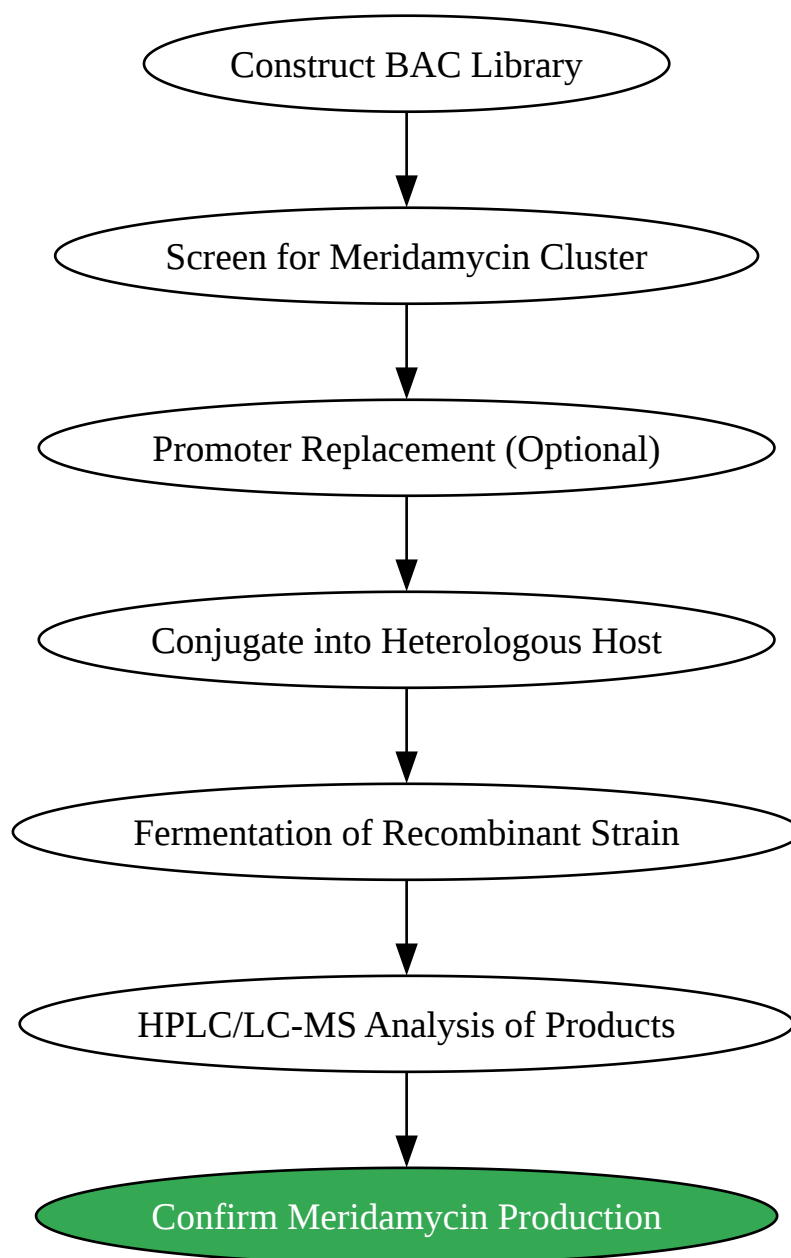 Construct BAC Library
Screen for Meridamycin Cluster
Promoter Replacement (Optional)
Conjugate into Heterologous Host
Fermentation of Recombinant Strain
HPLC/LC-MS Analysis of Products
Confirm Meridamycin Production